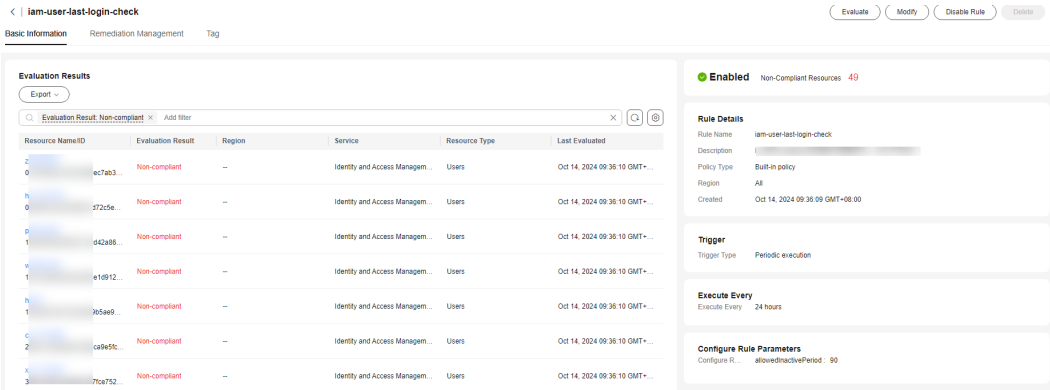 iam-user-last-login-check
Evaluate Modify Disable Rule Delete
Basic Information Remediation Management Tag
Evaluation Results
Export
Evaluation Result: Non-compliant × Add filter
Resource Name/ID Evaluation Result Region Service Resource Type Last Evaluated
z
0 ec7ab3... Non-compliant -- Identity and Access Managem... Users Oct 14, 2024 09:36:10 GMT+...
h
0 d72c5e... Non-compliant -- Identity and Access Managem... Users Oct 14, 2024 09:36:10 GMT+...
p
1 d42a86... Non-compliant -- Identity and Access Managem... Users Oct 14, 2024 09:36:10 GMT+...
w
1 e1d912... Non-compliant -- Identity and Access Managem... Users Oct 14, 2024 09:36:10 GMT+...
h
1 9b5ae9... Non-compliant -- Identity and Access Managem... Users Oct 14, 2024 09:36:10 GMT+...
c
2 ca9e5fc... Non-compliant -- Identity and Access Managem... Users Oct 14, 2024 09:36:10 GMT+...
x
3 7fce752... Non-compliant -- Identity and Access Managem... Users Oct 14, 2024 09:36:10 GMT+...
Enabled Non-Compliant Resources 49
Rule Details
Rule Name iam-user-last-login-check
Description
Policy Type Built-in policy
Region All
Created Oct 14, 2024 09:36:09 GMT+08:00
Trigger
Trigger Type Periodic execution
Execute Every
Execute Every 24 hours
Configure Rule Parameters
Configure R... allowedInactivePeriod : 90